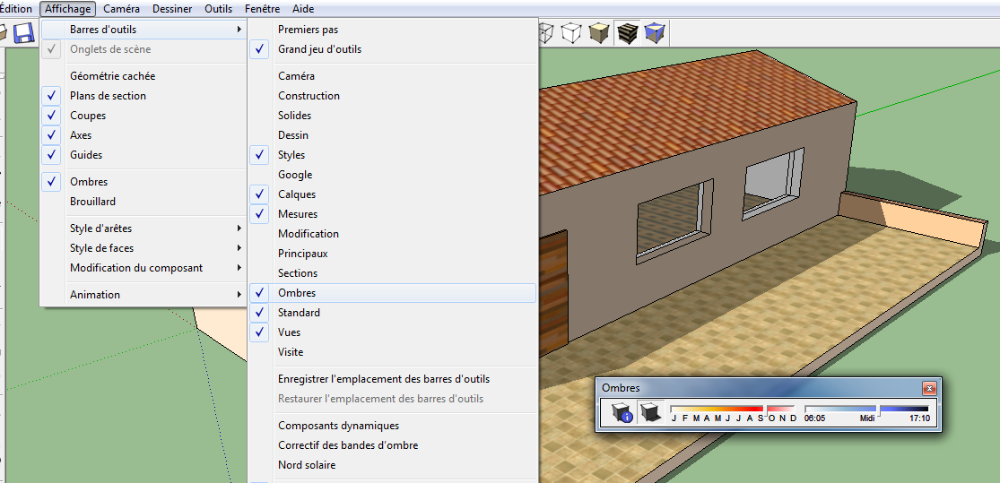 Édition Affichage Caméra Dessiner Outils Fenêtre Aide
Barres d'outils
Onglets de scène
Géométrie cachée
Plans de section
Coupes
Axes
Guides
Ombres
Brouillard
Style d'arêtes
Style de faces
Modification du composant
Animation
Premiers pas
Grand jeu d'outils
Caméra
Construction
Solides
Dessin
Styles
Google
Calques
Mesures
Modification
Principaux
Sections
Ombres
Standard
Vues
Visite
Enregistrer l'emplacement des barres d'outils
Restaurer l'emplacement des barres d'outils
Composants dynamiques
Correctif des bandes d’ombre
Nord solaire
Ombres
J F M A M J J A S O N D 06:05 Midi 17:10